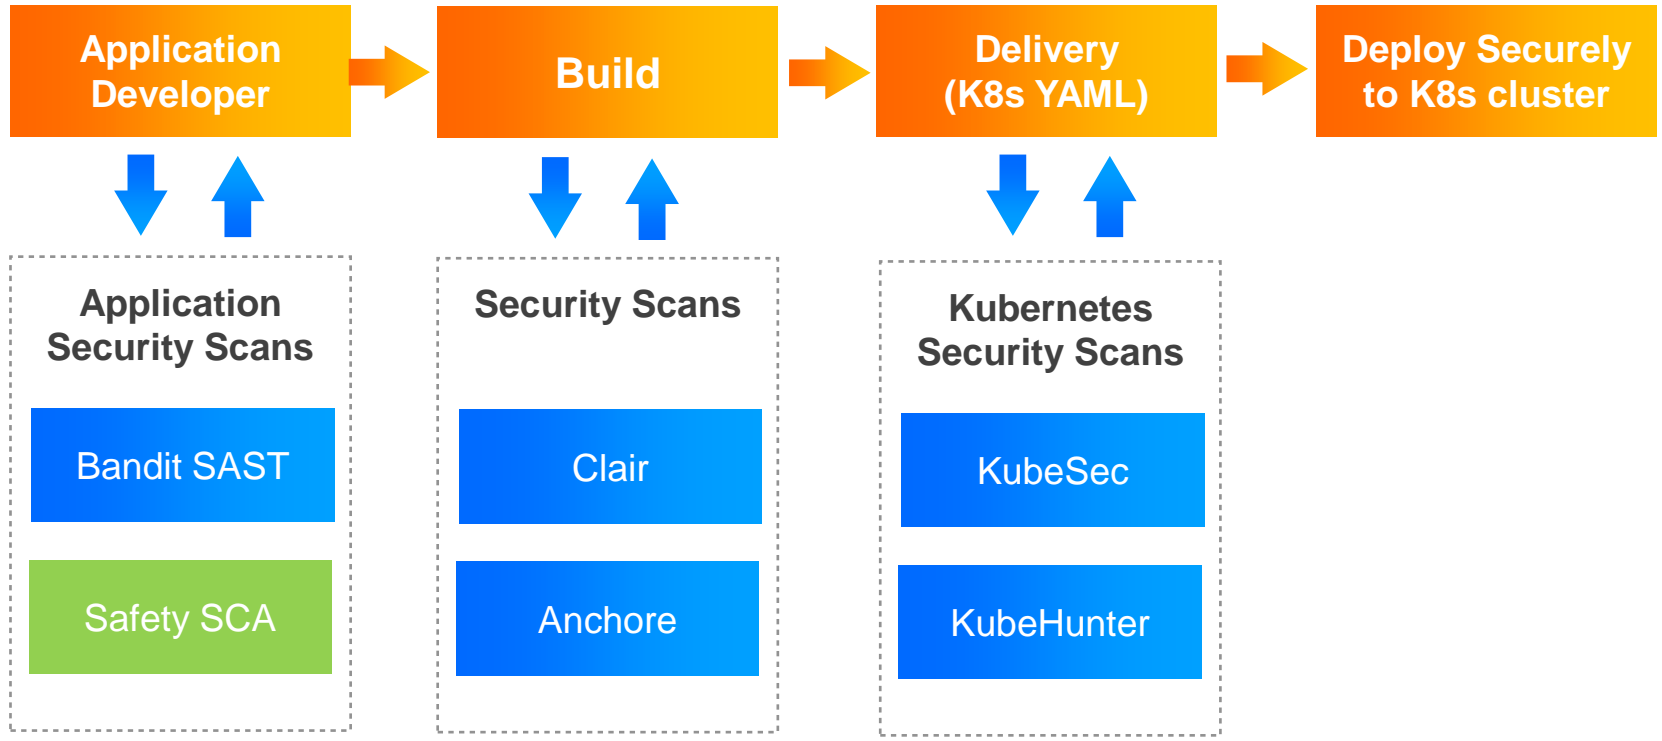 Application
Developer
Build
Delivery
(K8s YAML)
Deploy Securely
to K8s cluster
Application
Security Scans
Bandit SAST
Safety SCA
Security Scans
Clair
Anchore
Kubernetes
Security Scans
KubeSec
KubeHunter